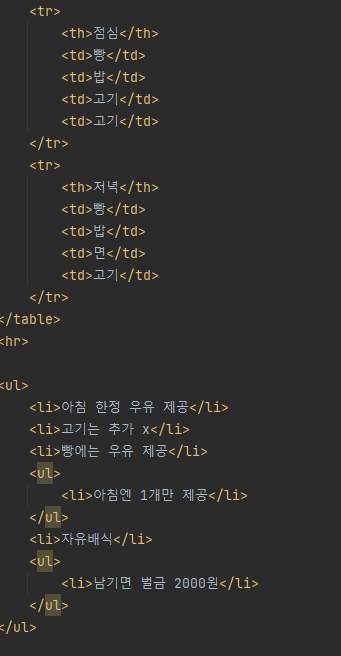 <tr>
<th>점심</th>
<td>빵</td>
<td>밥</td>
<td>고기</td>
<td>고기</td>
</tr>
<tr>
<th>저녁</th>
<td>빵</td>
<td>밥</td>
<td>면</td>
<td>고기</td>
</tr>
</table>
<hr>
<ul>
<li>아침 한정 우유 제공</li>
<li>고기는 추가 x</li>
<li>빵에는 우유 제공</li>
<ul>
<li>아침엔 1개만 제공</li>
</ul>
<li>자유배식</li>
<ul>
<li>남기면 벌금 2000원</li>
</ul>
</ul>